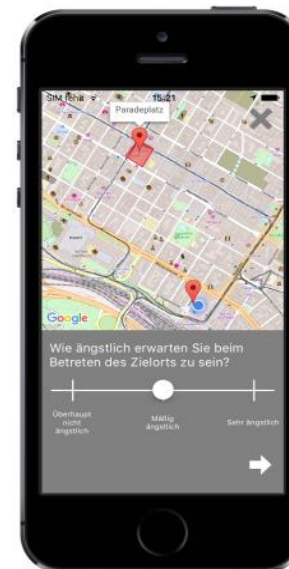 SIM fehlt 15:21
Paradeplatz
Google
Wie ängstlich erwarten Sie beim
Betreten des Zielorts zu sein?
Überhaupt
nicht
ängstlich
Mäßig
ängstlich
Sehr ängstlich